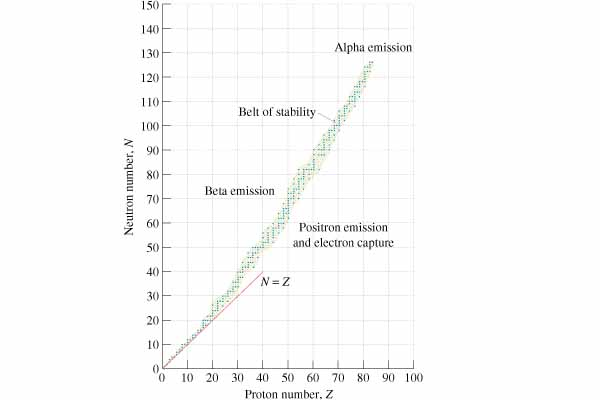 150
140
130
120
110
100
90
80
70
60
50
40
30
20
10
0
Neutron number, N
Alpha emission
Belt of stability
Beta emission
Positron emission
and electron capture
N = Z
0 10 20 30 40 50 60 70 80 90 100
Proton number, Z